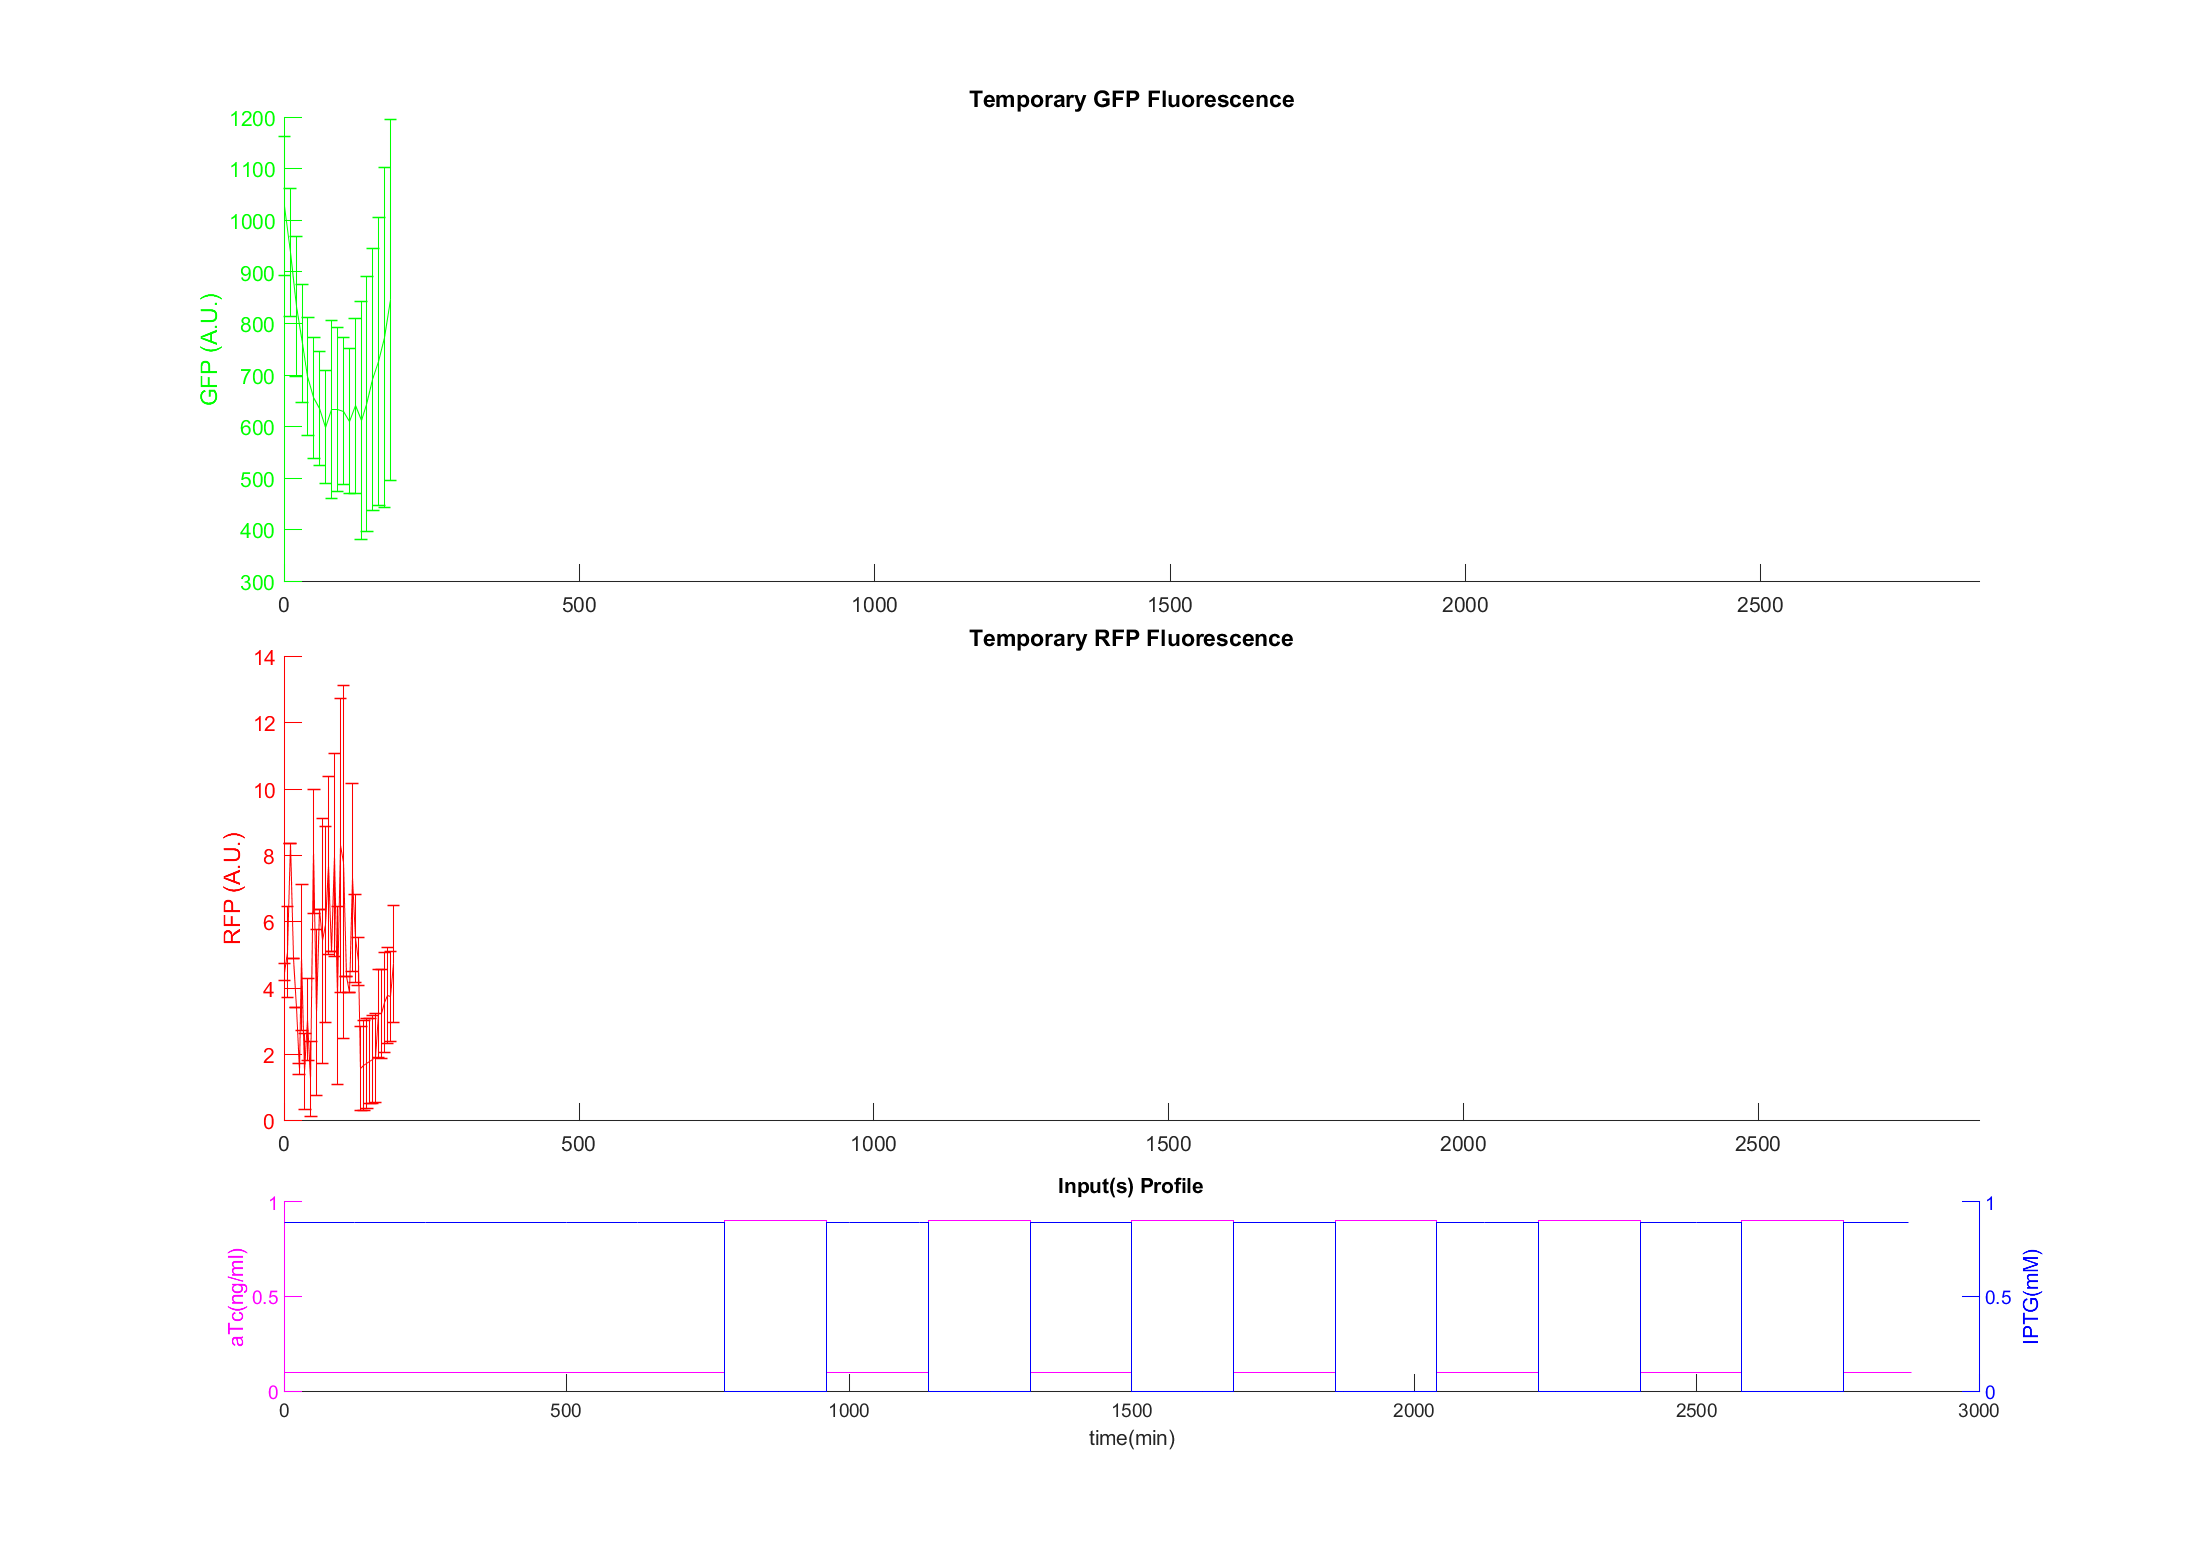 Temporary GFP Fluorescence
1200
1100
1000
900
800
700
600
500
400
300
GFP (A.U.)
0 500 1000 1500 2000 2500
Temporary RFP Fluorescence
14
12
10
8
6
4
2
0
RFP (A.U.)
0 500 1000 1500 2000 2500
Input(s) Profile
1
0.5
0
aTc(ng/ml)
1
0.5
0
IPTG(mM)
0 500 1000 1500 2000 2500 3000
time(min)